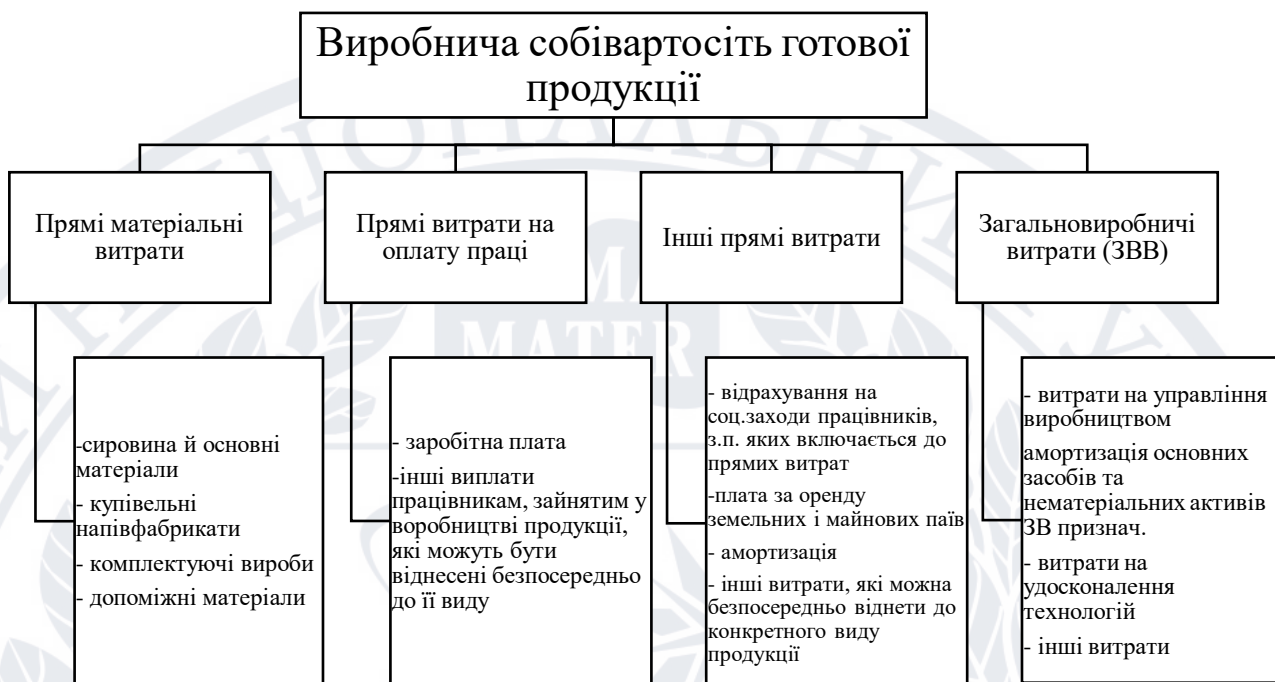 Виробнича собівартосіть готової
продукції
Прямі матеріальні
витрати
Прямі витрати на
оплату праці
Інші прямі витрати
Загальновиробничі
витрати (ЗВВ)
-сировина й основні
матеріали
- купівельні
напівфабрикати
- комплектуючі вироби
- допоміжні матеріали
- заробітна плата
-інші виплати
працівникам, зайнятим у
воробництві продукції,
які можуть бути
віднесені безпосередньо
до її виду
- відрахування на
соц.заходи працівників,
з.п. яких включається до
прямих витрат
-плата за оренду
земельних і майнових паїв
- амортизація
- інші витрати, які можна
безпосередньо віднети до
конкретного виду
продукції
- витрати на управління
виробництвом
амортизація основних
засобів та
нематеріальних активів
ЗВ признач.
- витрати на
удосконалення
технологій
- інші витрати
MATER